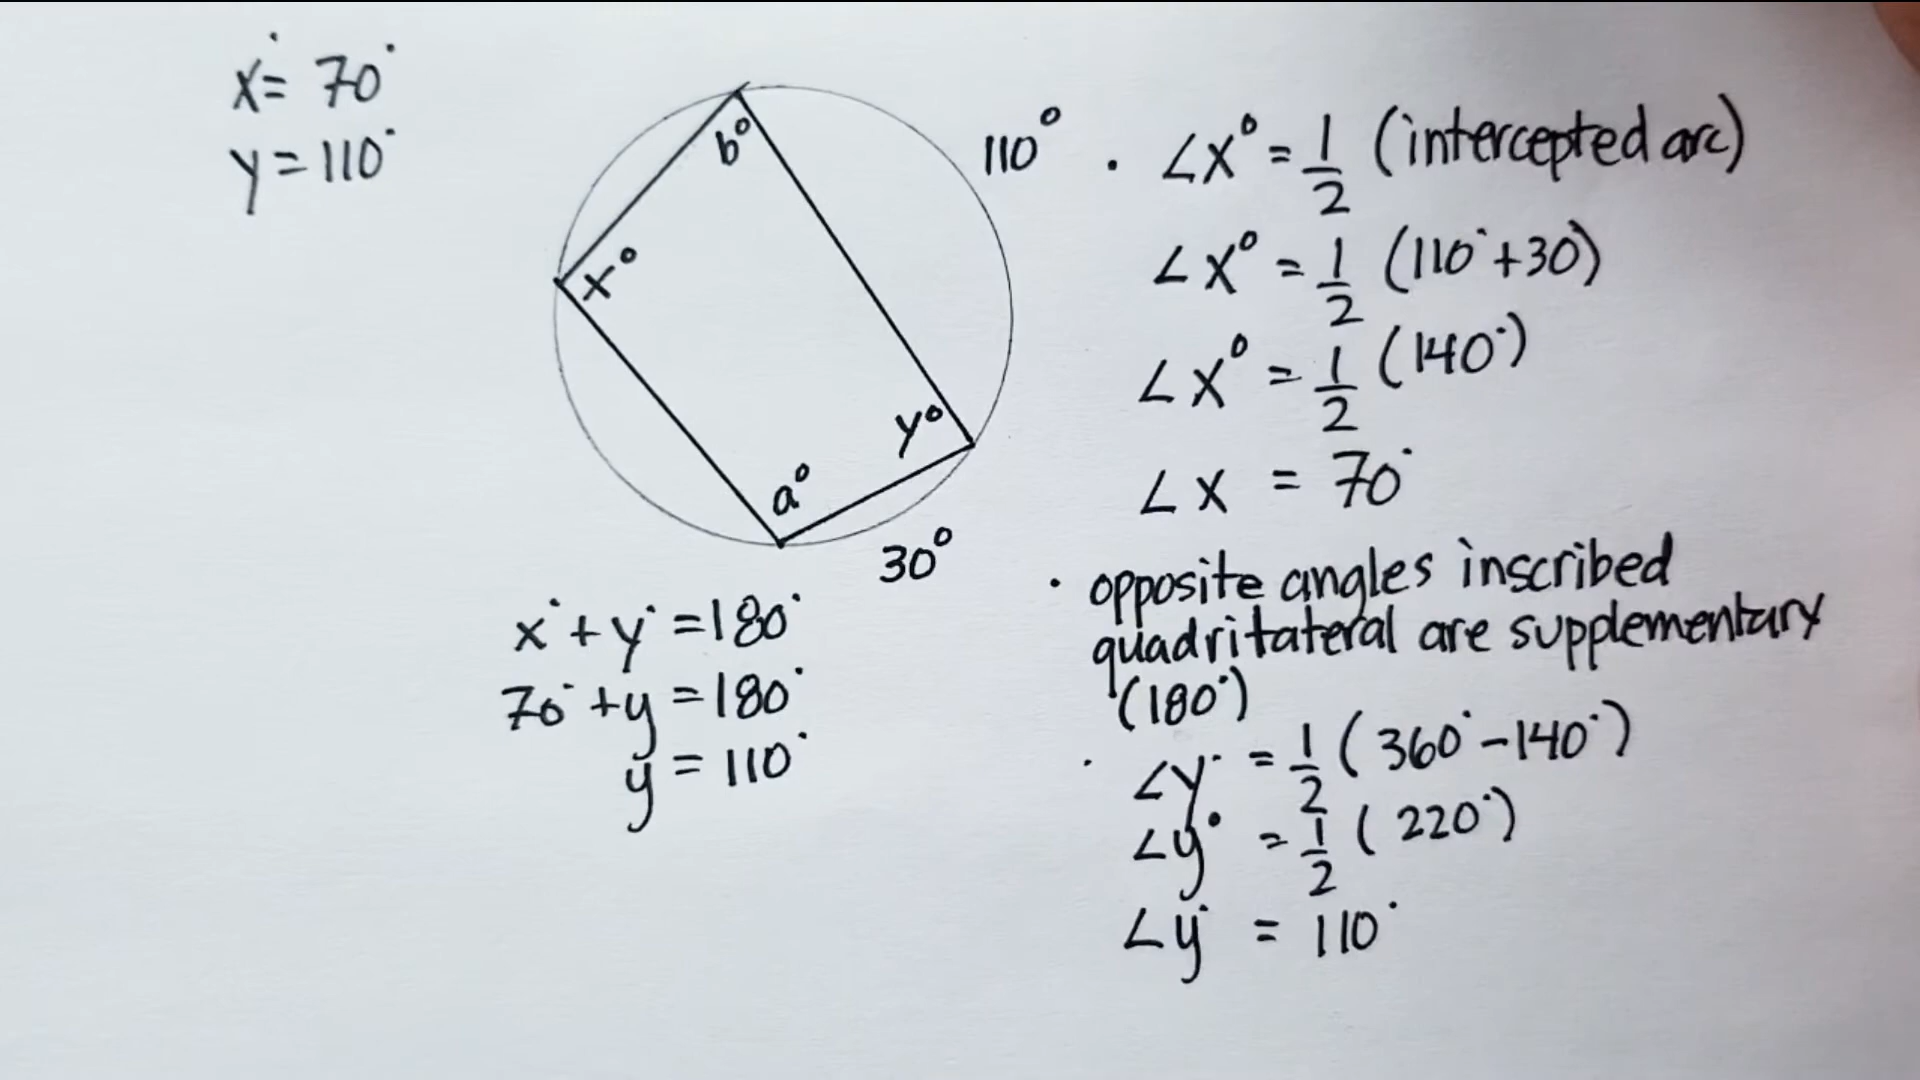 x = 70°
y = 110°
b°
x°
y°
a°
110°
30°
x° + y° = 180°
70° + y = 180°
y = 110°
· ∠x° = 1/2 (intercepted arc)
∠x° = 1/2 (110° + 30)
∠x° = 1/2 (140°)
∠x = 70°
· opposite angles inscribed
quadritateral are supplementary
(180°)
· ∠y° = 1/2 (360° - 140°)
∠y° = 1/2 (220°)
∠y° = 110°